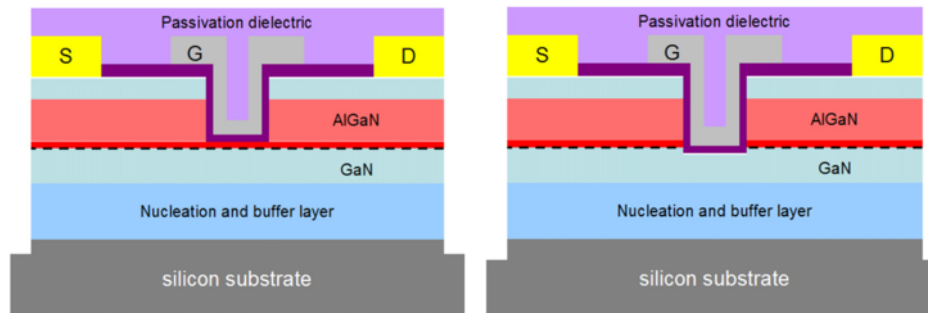 Passivation dielectric
S
G
D
AlGaN
GaN
Nucleation and buffer layer
silicon substrate
Passivation dielectric
S
G
D
AlGaN
GaN
Nucleation and buffer layer
silicon substrate